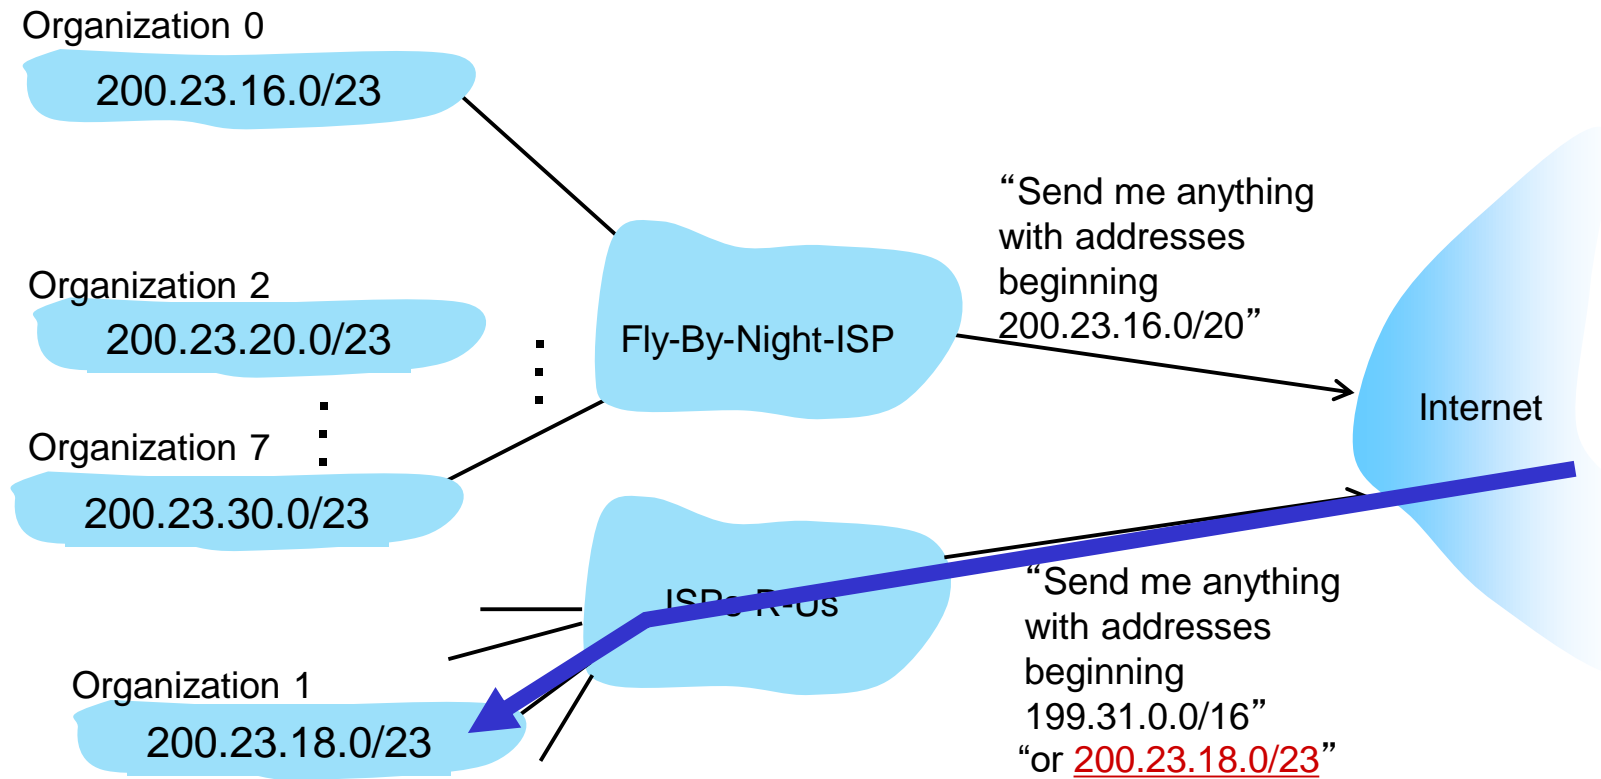 Organization 0
200.23.16.0/23
Organization 2
200.23.20.0/23
Organization 7
200.23.30.0/23
Fly-By-Night-ISP
“Send me anything
with addresses
beginning
200.23.16.0/20”
Internet
ISPs-R-Us
Organization 1
200.23.18.0/23
“Send me anything
with addresses
beginning
199.31.0.0/16”
“or 200.23.18.0/23”